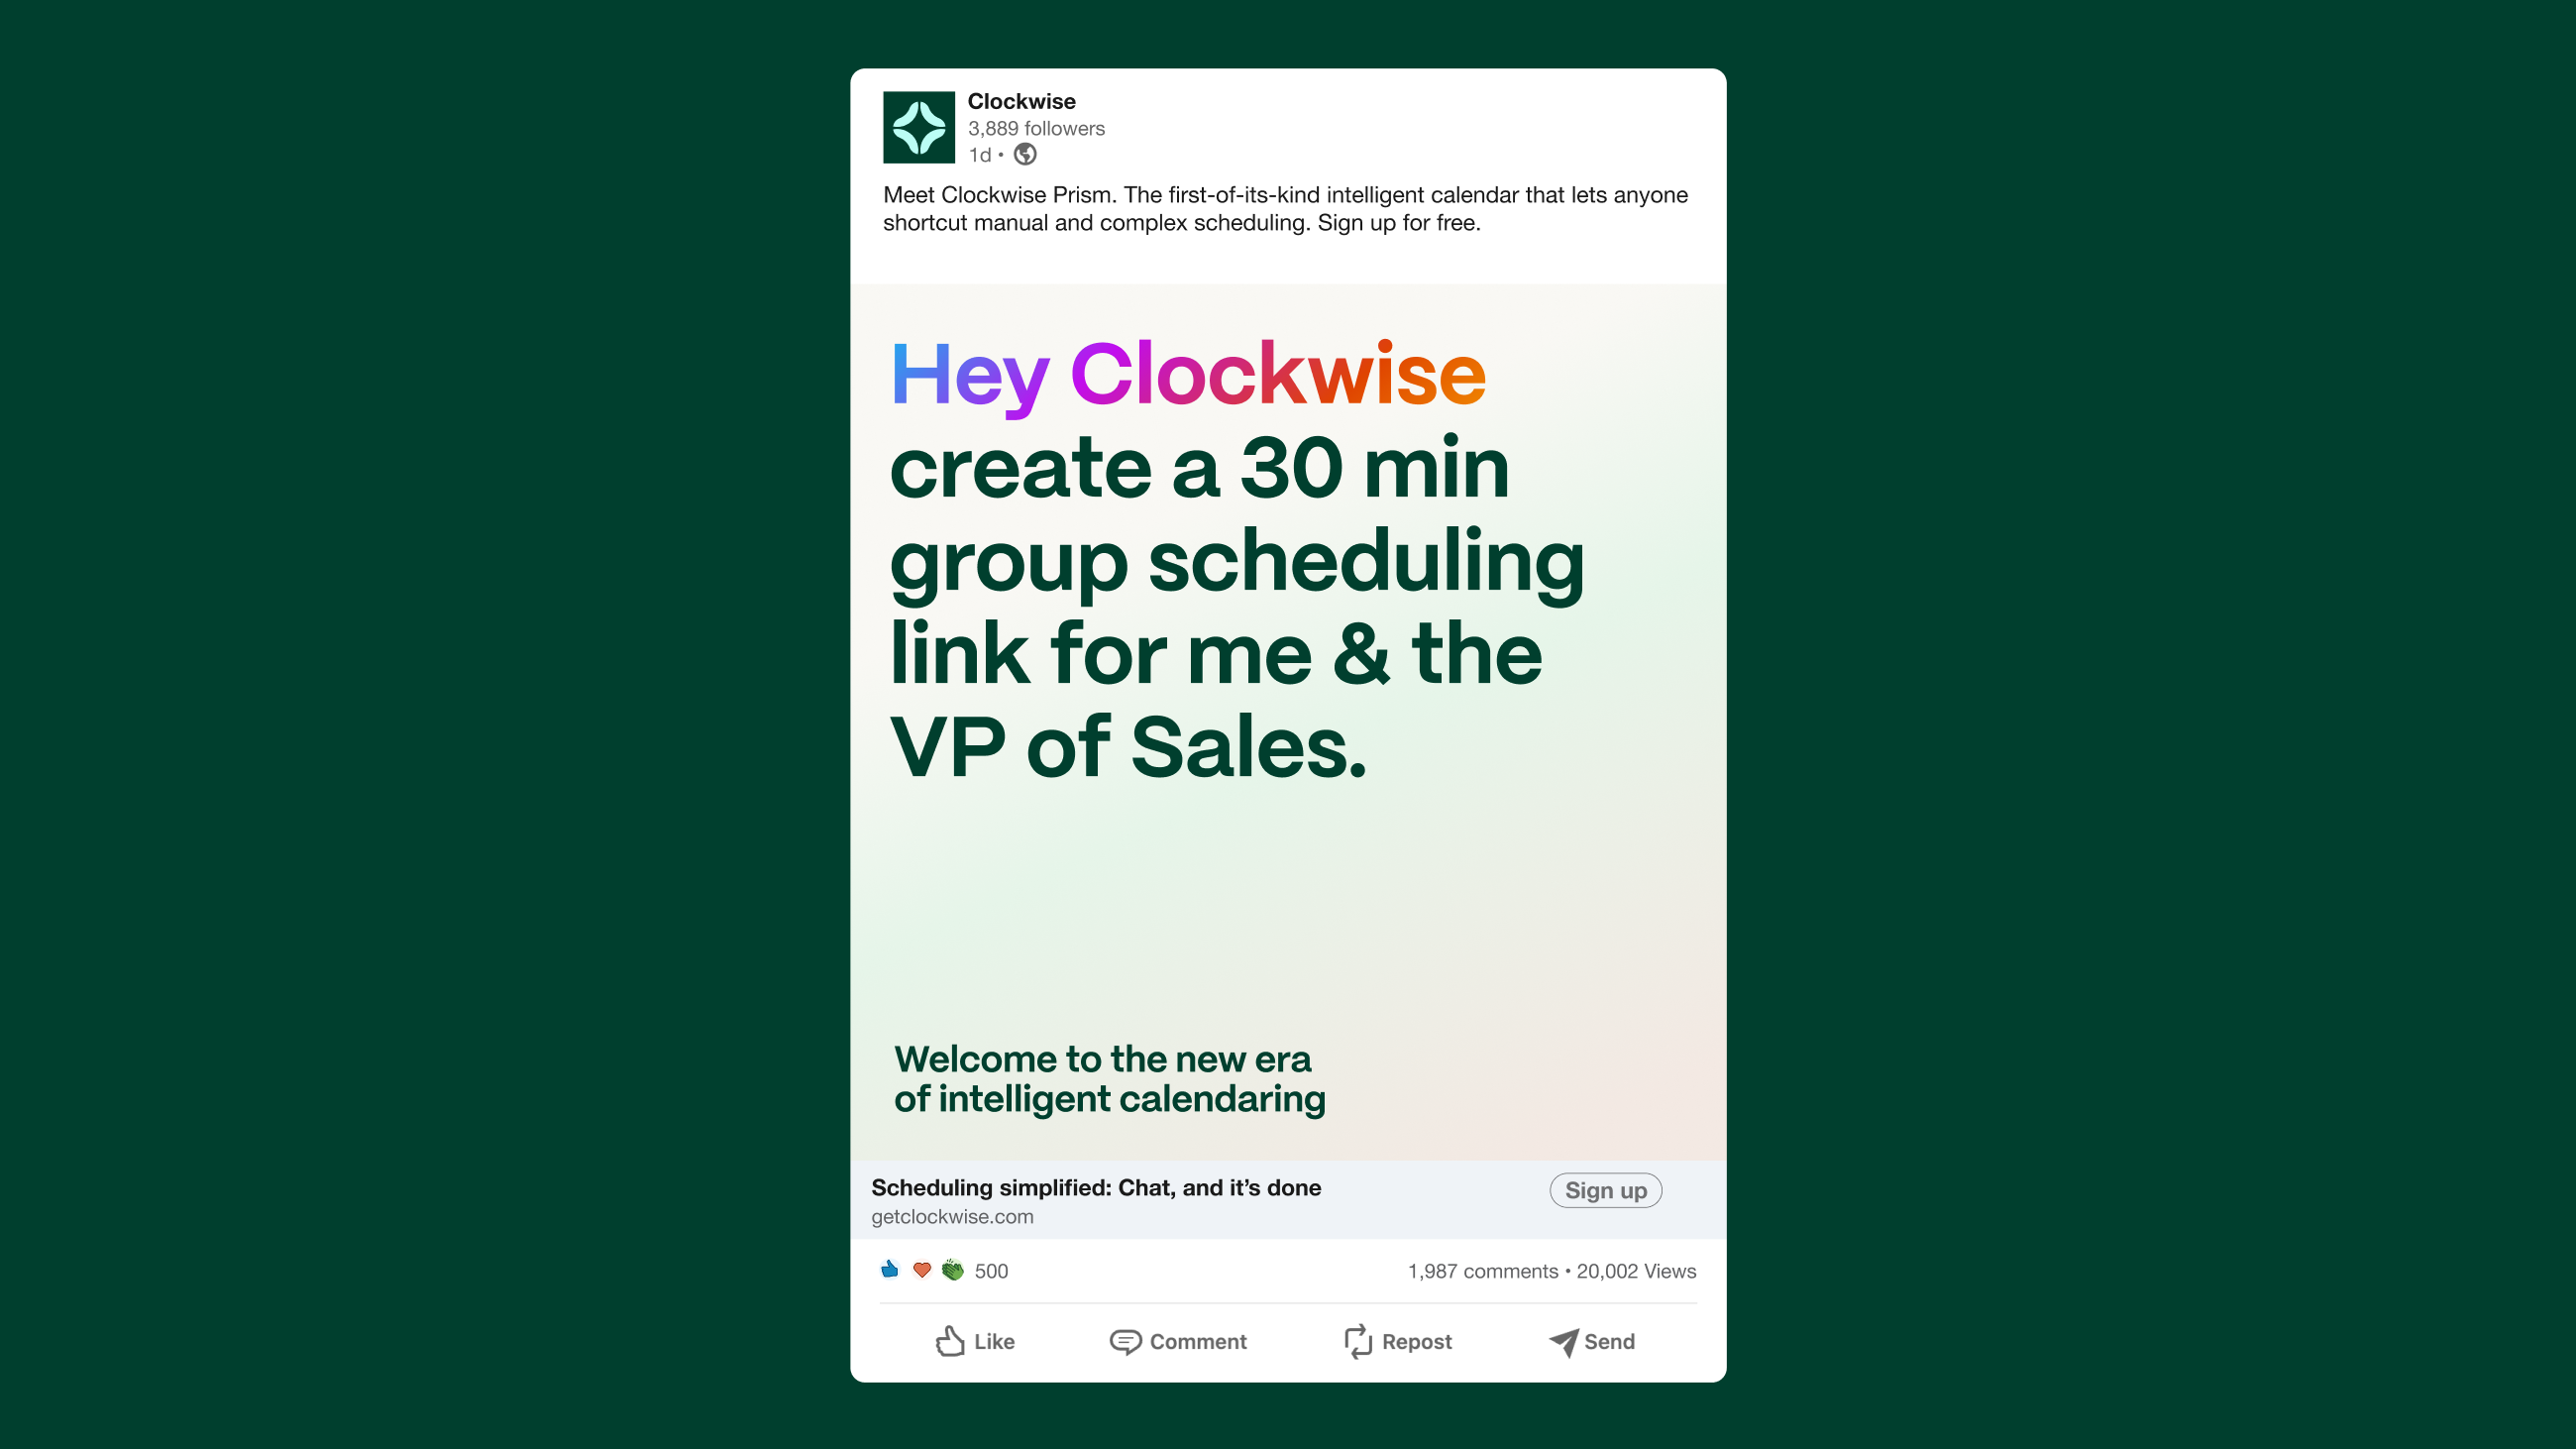 Clockwise
3,889 followers
1d •
Meet Clockwise Prism. The first-of-its-kind intelligent calendar that lets anyone
shortcut manual and complex scheduling. Sign up for free.
Hey Clockwise
create a 30 min
group scheduling
link for me & the
VP of Sales.
Welcome to the new era
of intelligent calendaring
Scheduling simplified: Chat, and it’s done
Sign up
getclockwise.com
500
1,987 comments • 20,002 Views
Like
Comment
Repost
Send